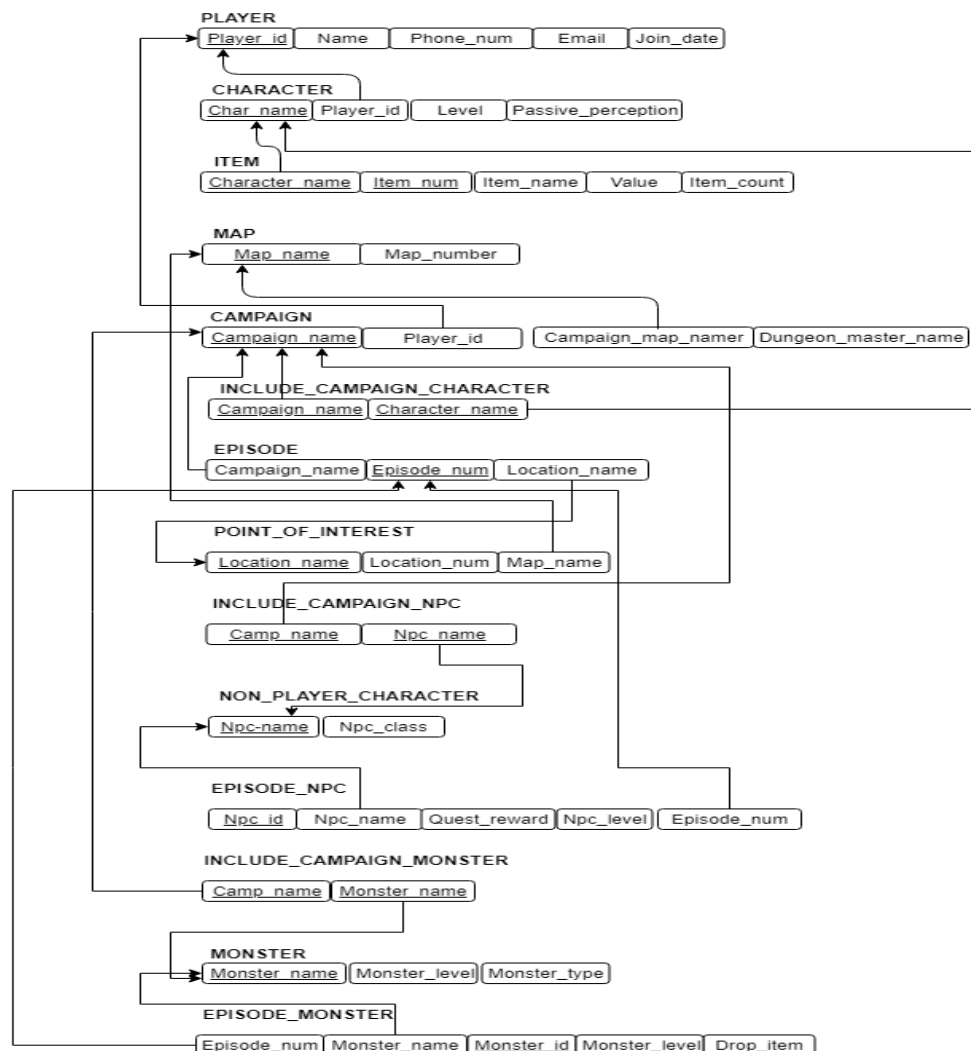 PLAYER
Player_id Name Phone_num Email Join_date
CHARACTER
Char_name Player_id Level Passive_perception
ITEM
Character_name Item_num Item_name Value Item_count
MAP
Map_name Map_number
CAMPAIGN
Campaign_name Player_id Campaign_map_namer Dungeon_master_name
INCLUDE_CAMPAIGN_CHARACTER
Campaign_name Character_name
EPISODE
Campaign_name Episode_num Location_name
POINT_OF_INTEREST
Location_name Location_num Map_name
INCLUDE_CAMPAIGN_NPC
Camp_name Npc_name
NON_PLAYER_CHARACTER
Npc-name Npc_class
EPISODE_NPC
Npc_id Npc_name Quest_reward Npc_level Episode_num
INCLUDE_CAMPAIGN_MONSTER
Camp_name Monster_name
MONSTER
Monster_name Monster_level Monster_type
EPISODE_MONSTER
Episode_num Monster_name Monster_id Monster_level Drop_item